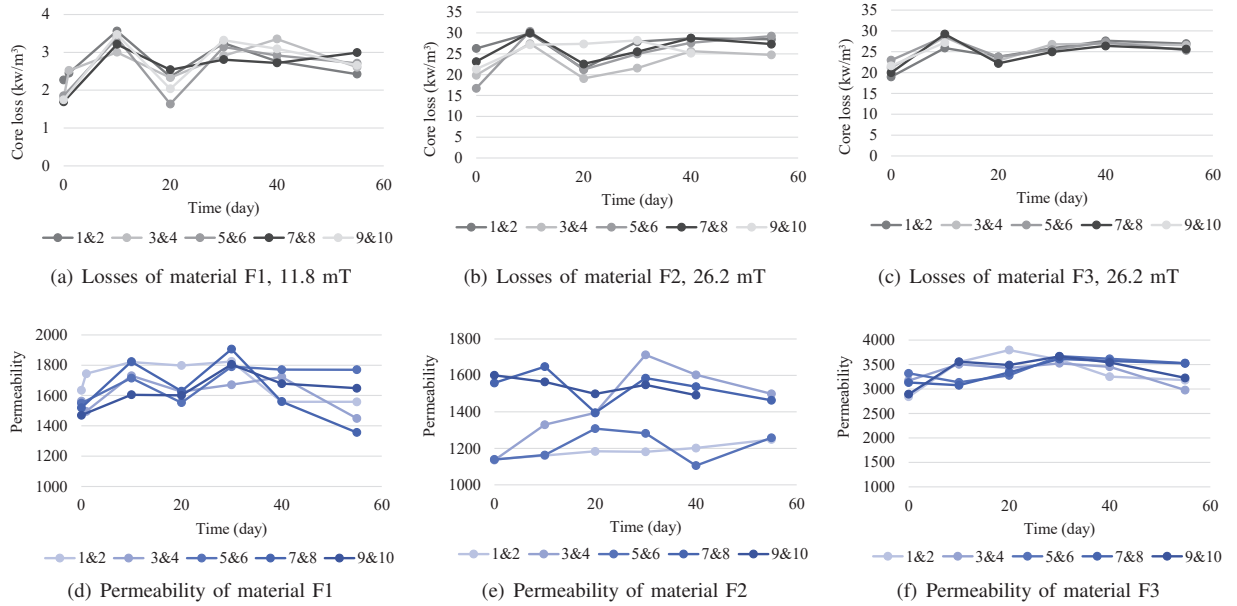 4
3
2
1
0
Core loss (kw/m³)
0 20 40 60
Time (day)
1&2 3&4 5&6 7&8 9&10
(a) Losses of material F1, 11.8 mT
35
30
25
20
15
10
5
0
Core loss (kw/m³)
0 10 20 30 40 50 60
Time (day)
1&2 3&4 5&6 7&8 9&10
(b) Losses of material F2, 26.2 mT
35
30
25
20
15
10
5
0
Core loss (kw/m³)
0 20 40 60
Time (day)
1&2 3&4 5&6 7&8 9&10
(c) Losses of material F3, 26.2 mT
2000
1800
1600
1400
1200
1000
Permeability
0 20 40 60
Time (day)
1&2 3&4 5&6 7&8 9&10
(d) Permeability of material F1
1800
1600
1400
1200
1000
Permeability
0 20 40 60
Time (day)
1&2 3&4 5&6 7&8 9&10
(e) Permeability of material F2
4000
3500
3000
2500
2000
1500
1000
Permeability
0 20 40 60
Time (day)
1&2 3&4 5&6 7&8 9&10
(f) Permeability of material F3